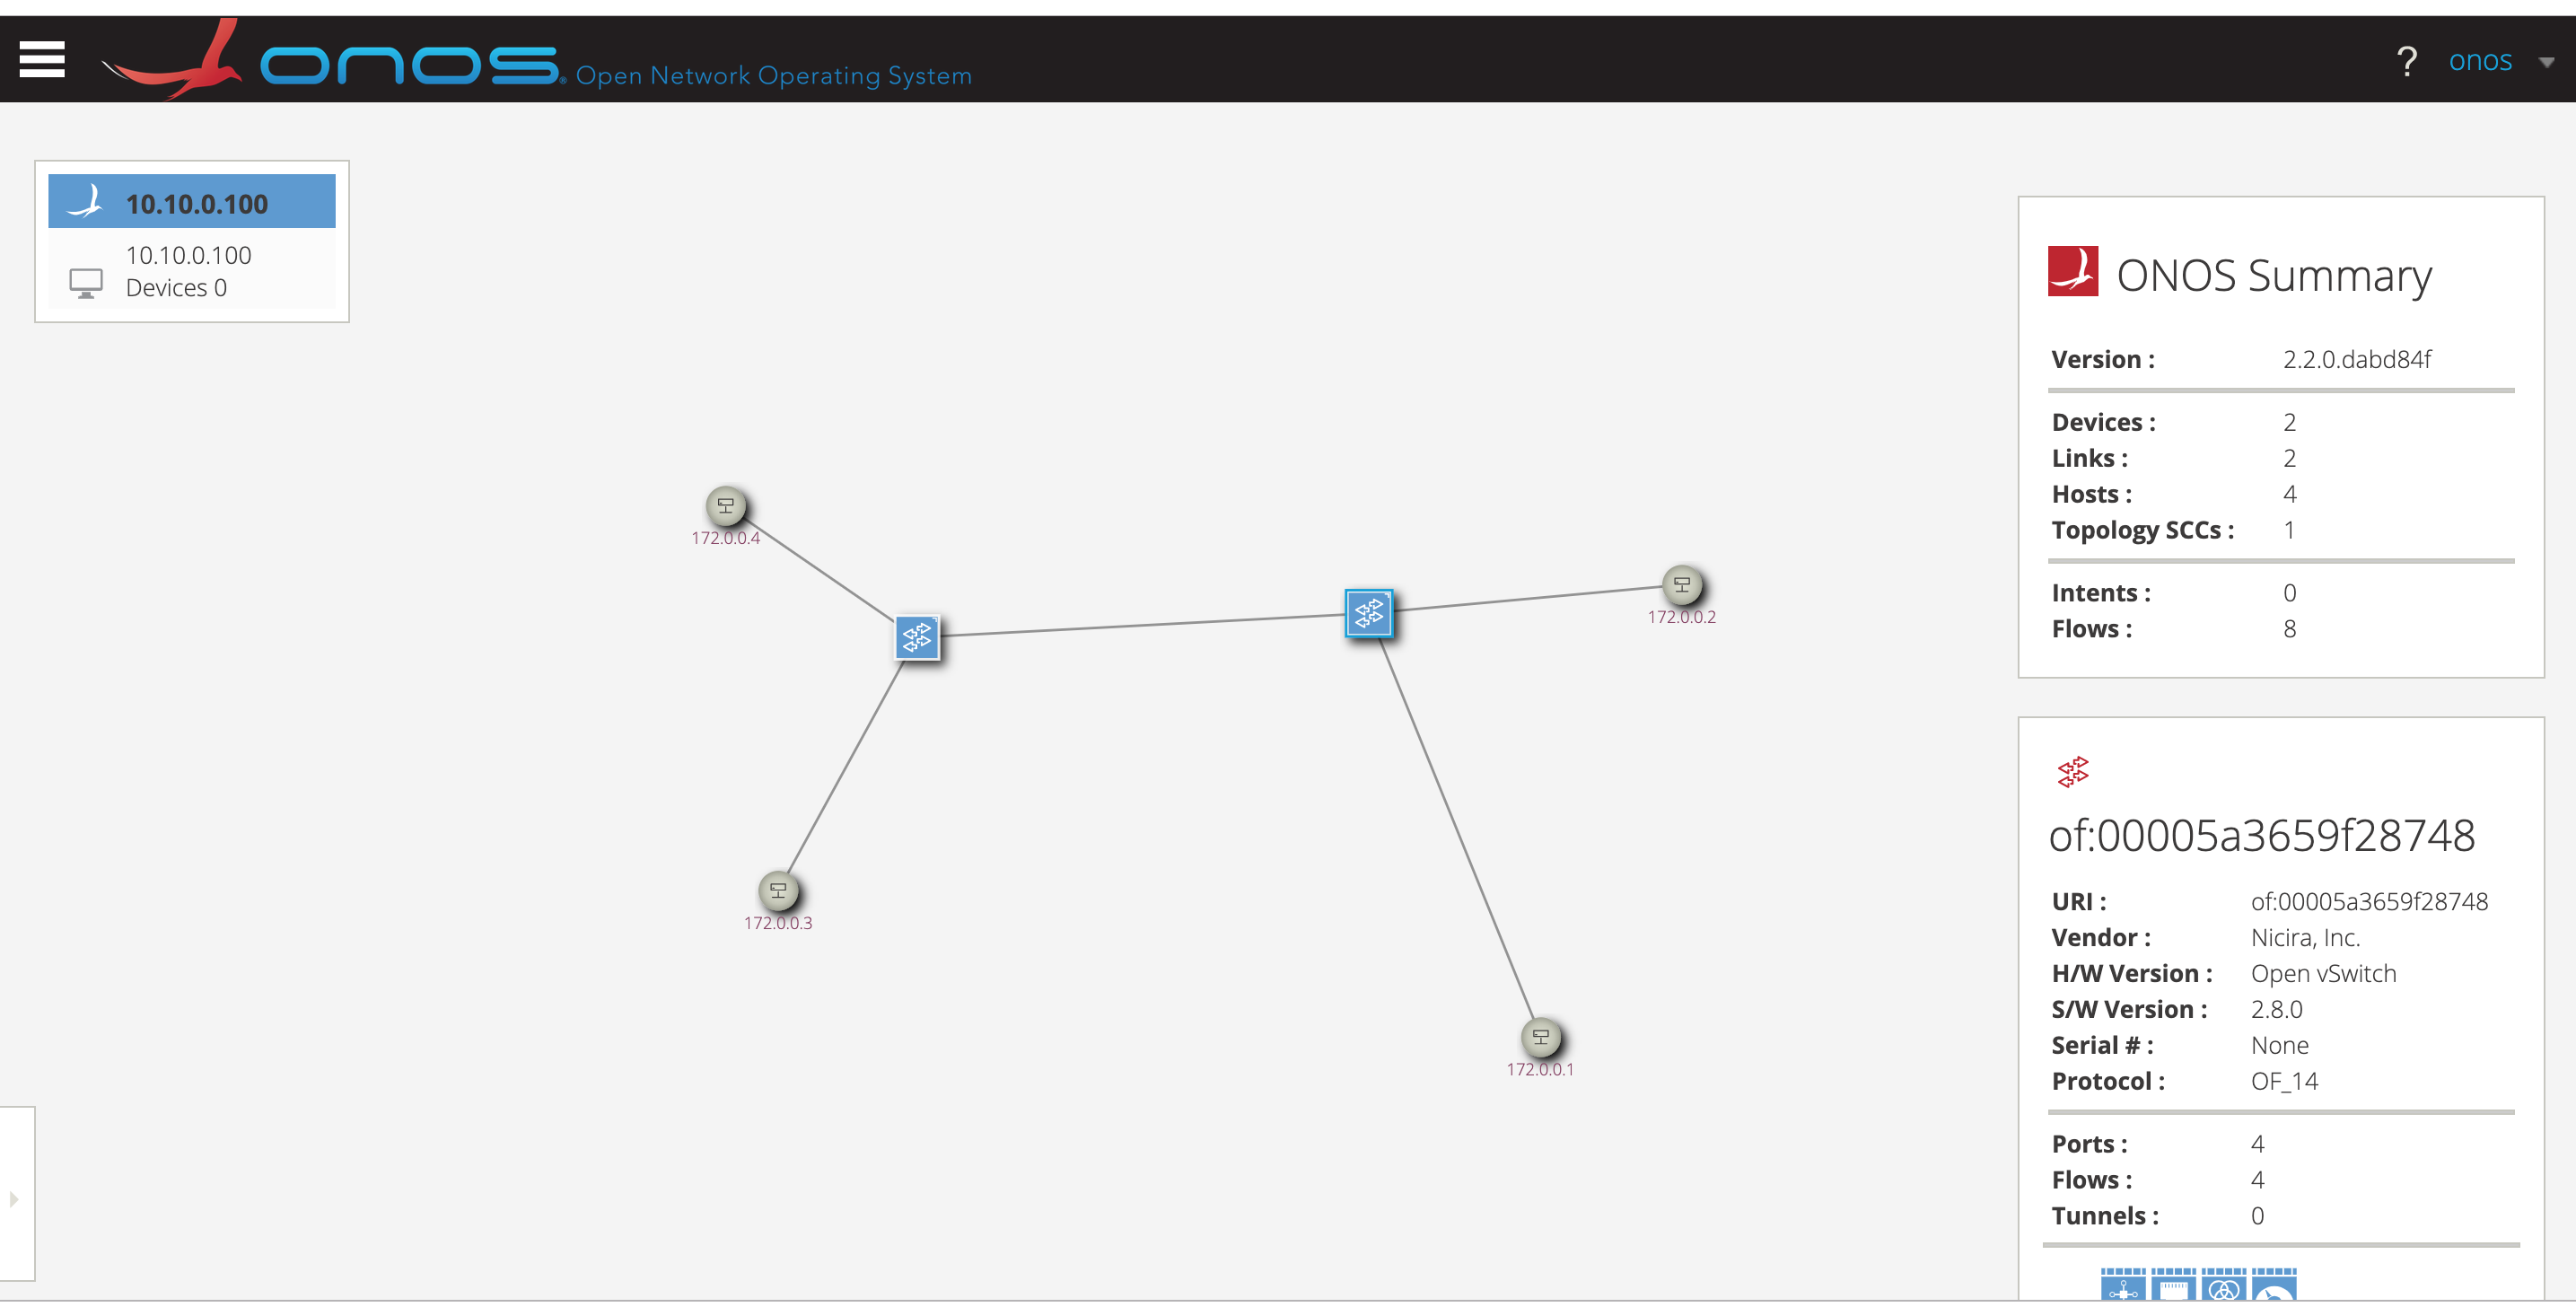 onos® Open Network Operating System
? onos
10.10.0.100
10.10.0.100
Devices 0
172.0.0.4
172.0.0.2
172.0.0.3
172.0.0.1
ONOS Summary
Version : 2.2.0.dabd84f
Devices : 2
Links : 2
Hosts : 4
Topology SCCs : 1
Intents : 0
Flows : 8
of:00005a3659f28748
URI : of:00005a3659f28748
Vendor : Nicira, Inc.
H/W Version : Open vSwitch
S/W Version : 2.8.0
Serial # : None
Protocol : OF_14
Ports : 4
Flows : 4
Tunnels : 0